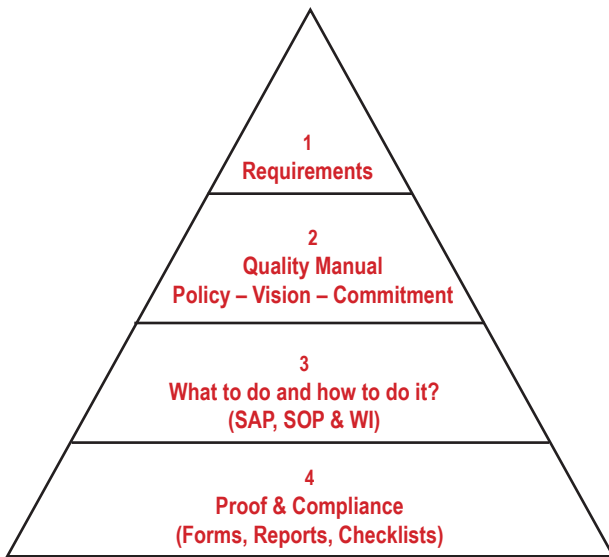 1
Requirements
2
Quality Manual
Policy – Vision – Commitment
3
What to do and how to do it?
(SAP, SOP & WI)
4
Proof & Compliance
(Forms, Reports, Checklists)